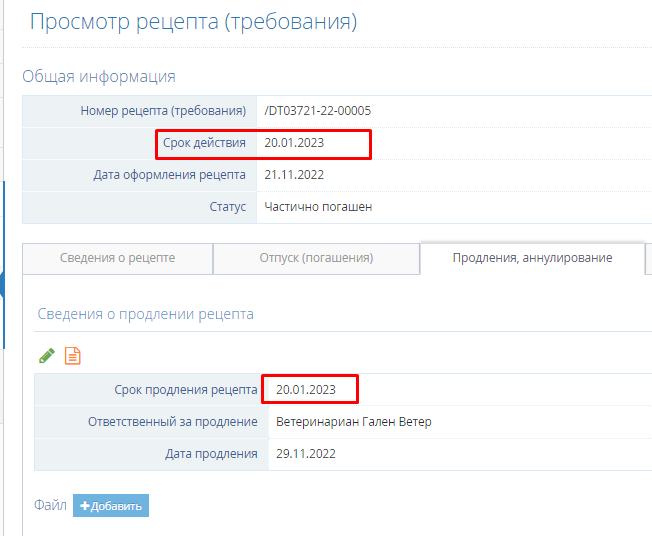 Просмотр рецепта (требования)
Общая информация
Номер рецепта (требования) /DT03721-22-00005
Срок действия 20.01.2023
Дата оформления рецепта 21.11.2022
Статус Частично погашен
Сведения о рецепте Отпуск (погашения) Продления, аннулирование
Сведения о продлении рецепта
Срок продления рецепта 20.01.2023
Ответственный за продление Ветеринариан Гален Ветер
Дата продления 29.11.2022
Файл +Добавить